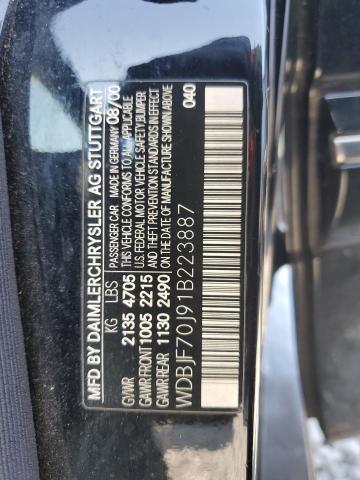 MFD BY DAIMLERCHRYSLER AG STUTTGART
KG LBS PASSENGER CAR MADE IN GERMANY 08/00
GVWR 2135 4705 THIS VEHICLE CONFORMS TO ALL APPLICABLE
GAWR FRONT 1005 2215 U.S. FEDERAL MOTOR VEHICLE SAFETY, BUMPER
GAWR REAR 1130 2490 AND THEFT PREVENTION STANDARDS IN EFFECT
ON THE DATE OF MANUFACTURE SHOWN ABOVE
WDBJF70J91B223887 040